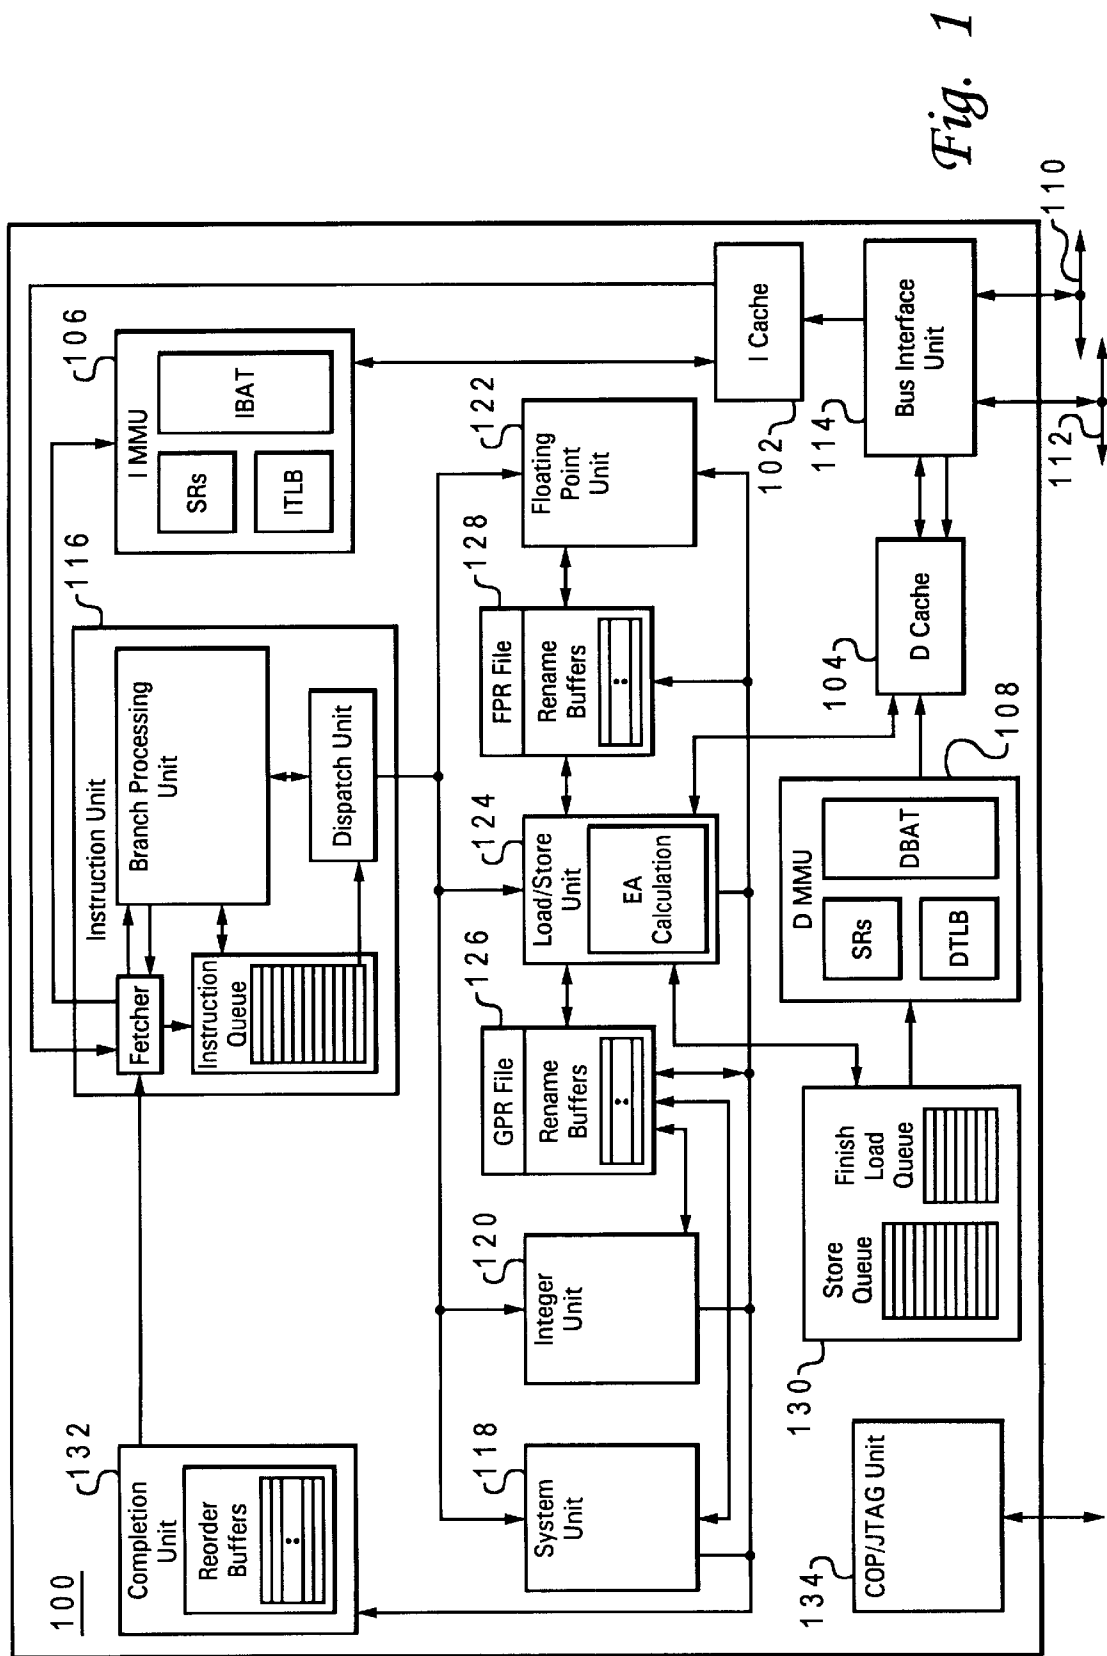 100
Completion
Unit
132
Reorder
Buffers
Instruction Unit
116
Fetcher
Branch Processing
Unit
Instruction
Queue
Dispatch Unit
I MMU
106
SRs
IBAT
ITLB
System
Unit
118
Integer
Unit
120
GPR File
126
Rename
Buffers
Load/Store
Unit
124
EA
Calculation
FPR File
128
Rename
Buffers
Floating
Point
Unit
122
I Cache
102
COP/JTAG Unit
134
Store
Queue
Finish
Load
Queue
130
D MMU
108
SRs
DBAT
DTLB
D Cache
104
Bus Interface
Unit
114
112
110
Fig. 1